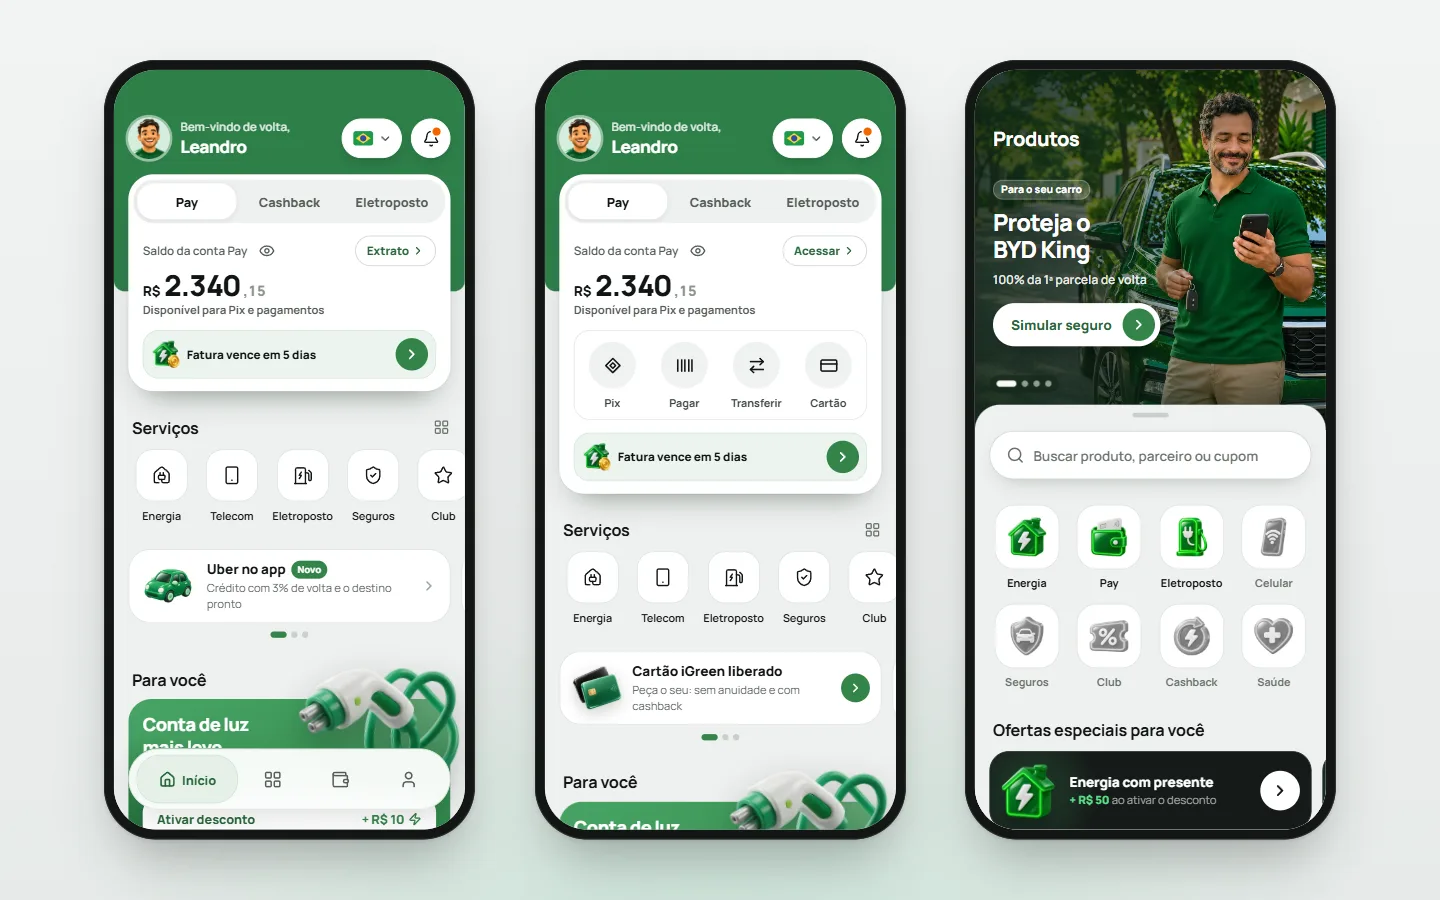 Bem-vindo de volta,
Leandro
Pay
Cashback
Eletroposto
Saldo da conta Pay
Extrato
R$ 2.340,15
Disponível para Pix e pagamentos
Fatura vence em 5 dias
Serviços
Energia
Telecom
Eletroposto
Seguros
Club
Uber no app
Novo
Crédito com 3% de volta e o destino
pronto
Para você
Conta de luz
mais leve
Início
Ativar desconto
+ R$ 10
Bem-vindo de volta,
Leandro
Pay
Cashback
Eletroposto
Saldo da conta Pay
Acessar
R$ 2.340,15
Disponível para Pix e pagamentos
Pix
Pagar
Transferir
Cartão
Fatura vence em 5 dias
Serviços
Energia
Telecom
Eletroposto
Seguros
Club
Cartão iGreen liberado
Peça o seu: sem anuidade e com
cashback
Para você
Conta de luz
Produtos
Para o seu carro
Proteja o
BYD King
100% da 1ª parcela de volta
Simular seguro
Buscar produto, parceiro ou cupom
Energia
Pay
Eletroposto
Celular
Seguros
Club
Cashback
Saúde
Ofertas especiais para você
Energia com presente
+ R$ 50 ao ativar o desconto